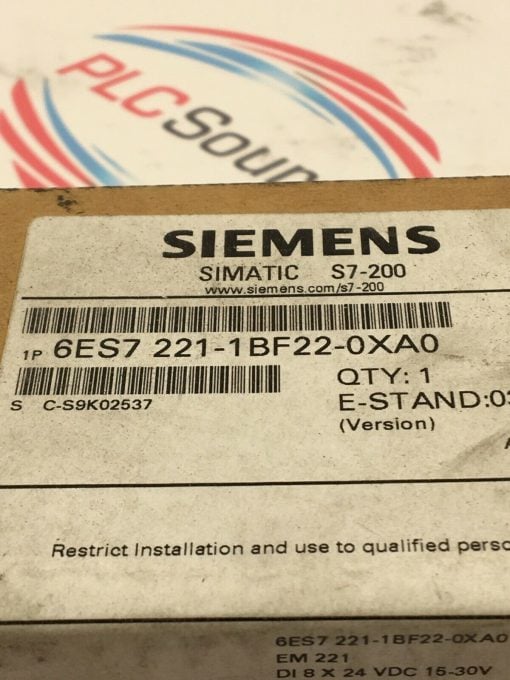 PLC
SIEMENS
SIMATIC S7-200
www.siemens.com/s7-200
1P 6ES7 221-1BF22-0XA0
QTY: 1
S C-S9K02537
E-STAND:03
(Version)
Restrict Installation and use to qualified
6ES7 221-1BF22-0XA0
EM 221
DI 8 X 24 VDC 15-30V